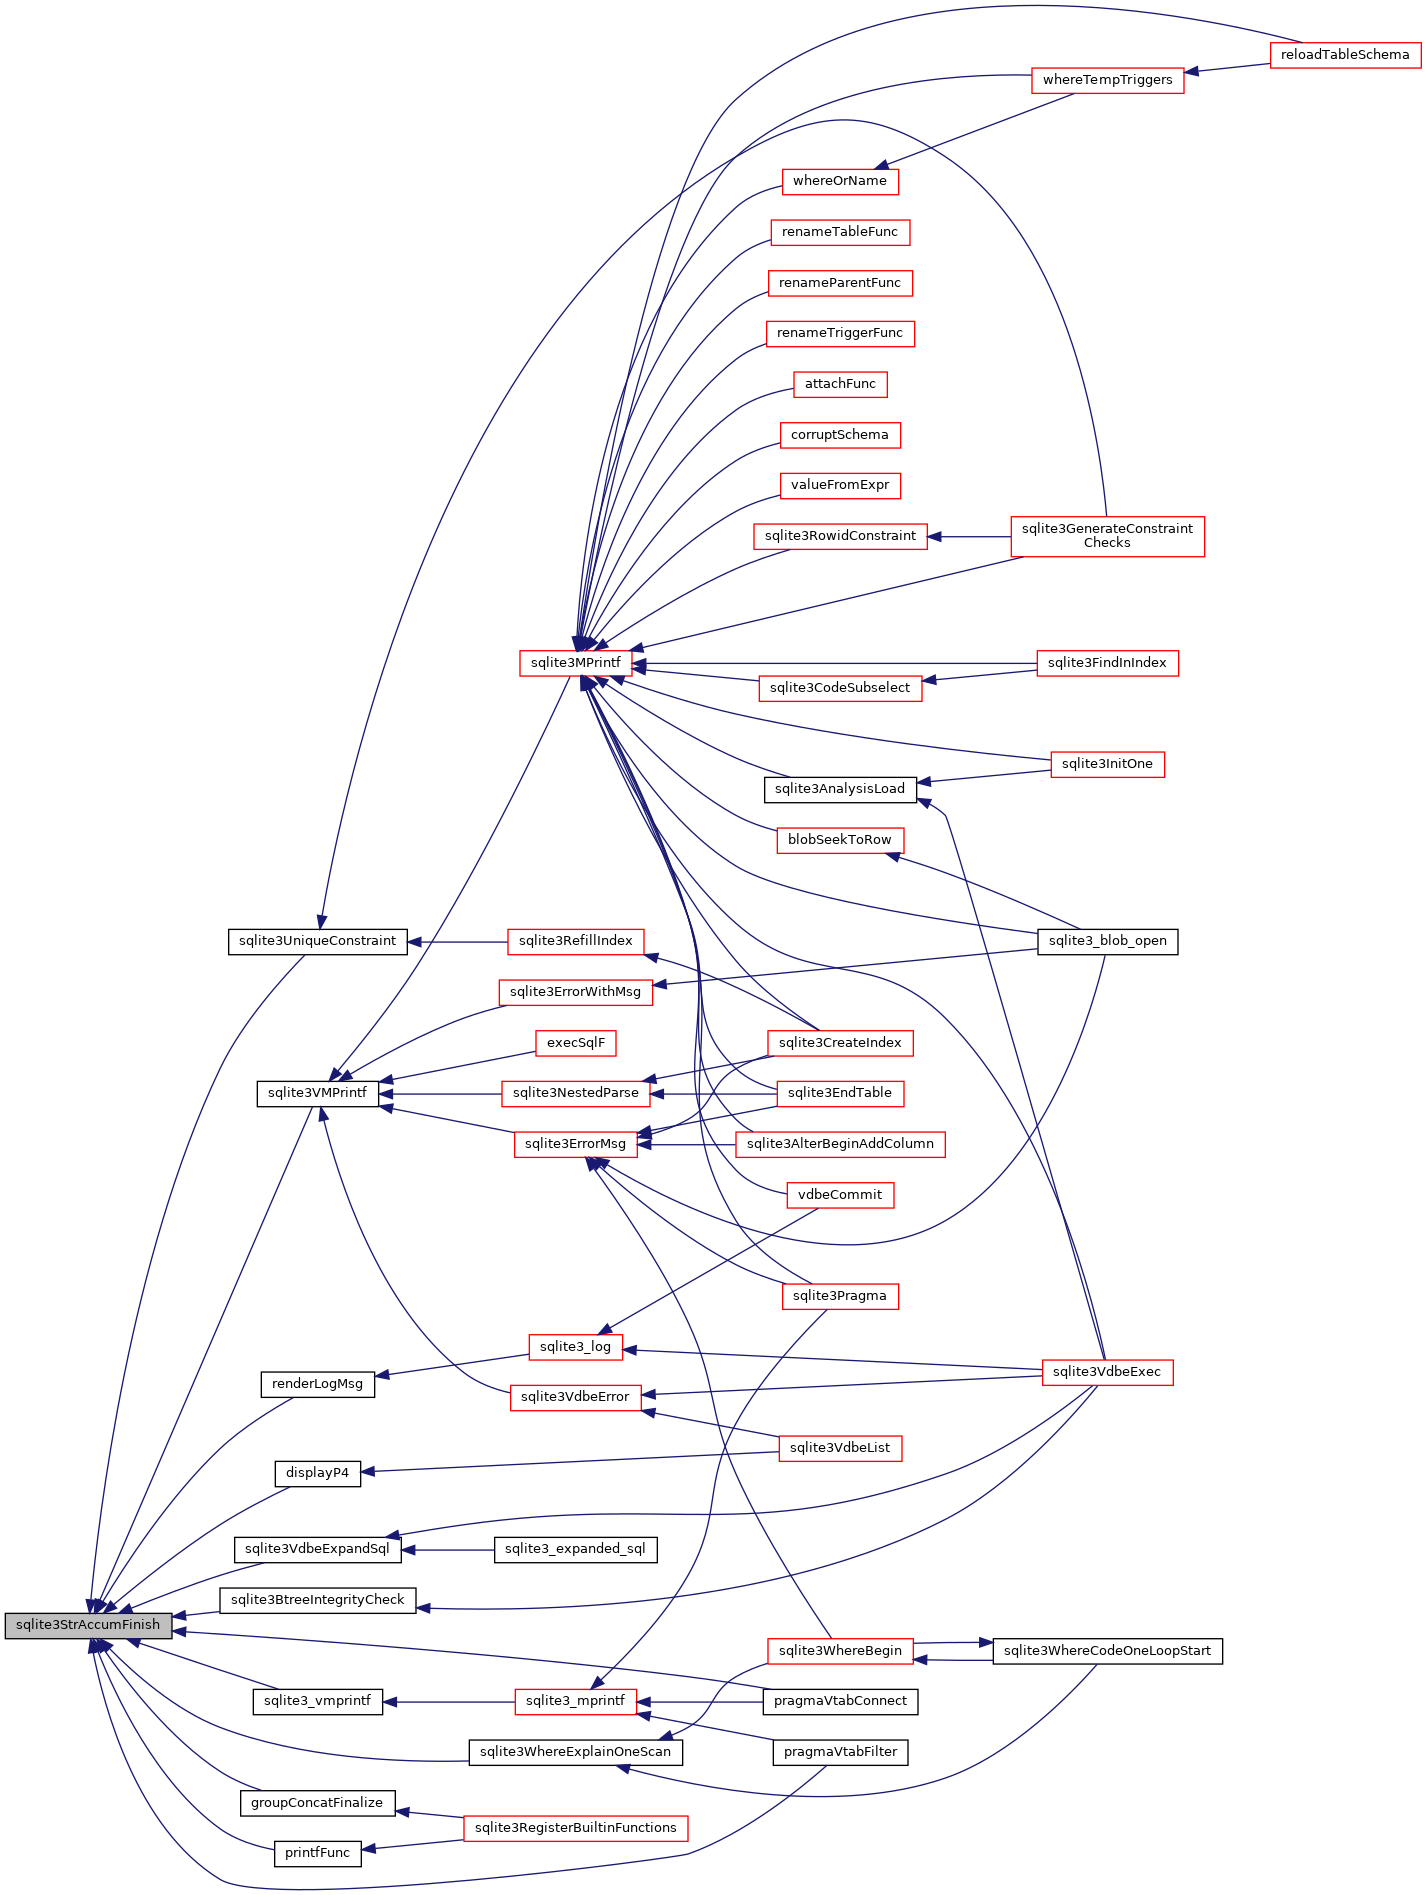 reloadTableSchema
whereTempTriggers
whereOrName
renameTableFunc
renameParentFunc
renameTriggerFunc
attachFunc
corruptSchema
valueFromExpr
sqlite3RowidConstraint
sqlite3GenerateConstraint
Checks
sqlite3MPrintf
sqlite3FindInIndex
sqlite3CodeSubselect
sqlite3InitOne
sqlite3AnalysisLoad
blobSeekToRow
sqlite3UniqueConstraint
sqlite3RefillIndex
sqlite3_blob_open
sqlite3ErrorWithMsg
execSqlF
sqlite3CreateIndex
sqlite3VMPrintf
sqlite3NestedParse
sqlite3EndTable
sqlite3ErrorMsg
sqlite3AlterBeginAddColumn
vdbeCommit
sqlite3Pragma
sqlite3_log
sqlite3VdbeExec
renderLogMsg
sqlite3VdbeError
sqlite3VdbeList
displayP4
sqlite3VdbeExpandSql
sqlite3_expanded_sql
sqlite3BtreeIntegrityCheck
sqlite3StrAccumFinish
sqlite3WhereBegin
sqlite3WhereCodeOneLoopStart
sqlite3_vmprintf
sqlite3_mprintf
pragmaVtabConnect
sqlite3WhereExplainOneScan
pragmaVtabFilter
groupConcatFinalize
sqlite3RegisterBuiltinFunctions
printfFunc